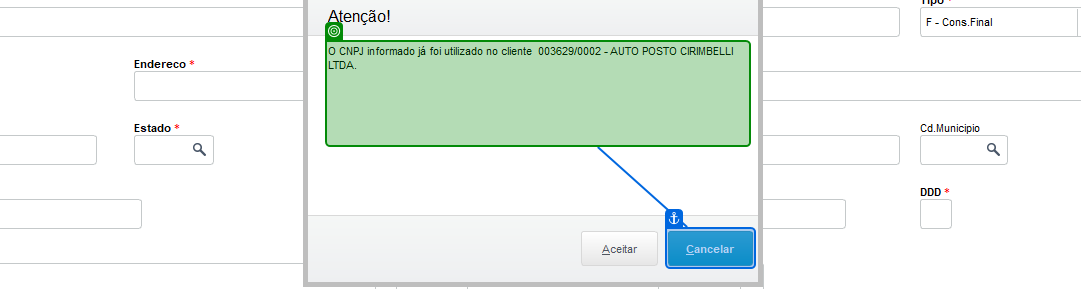 Atenção!
Tipo *
F - Cons.Final
O CNPJ informado já foi utilizado no cliente  003629/0002 - AUTO POSTO CIRIMBELLI
LTDA.
Endereco *
Estado *
Cd.Municipio
DDD *
Aceitar
Cancelar